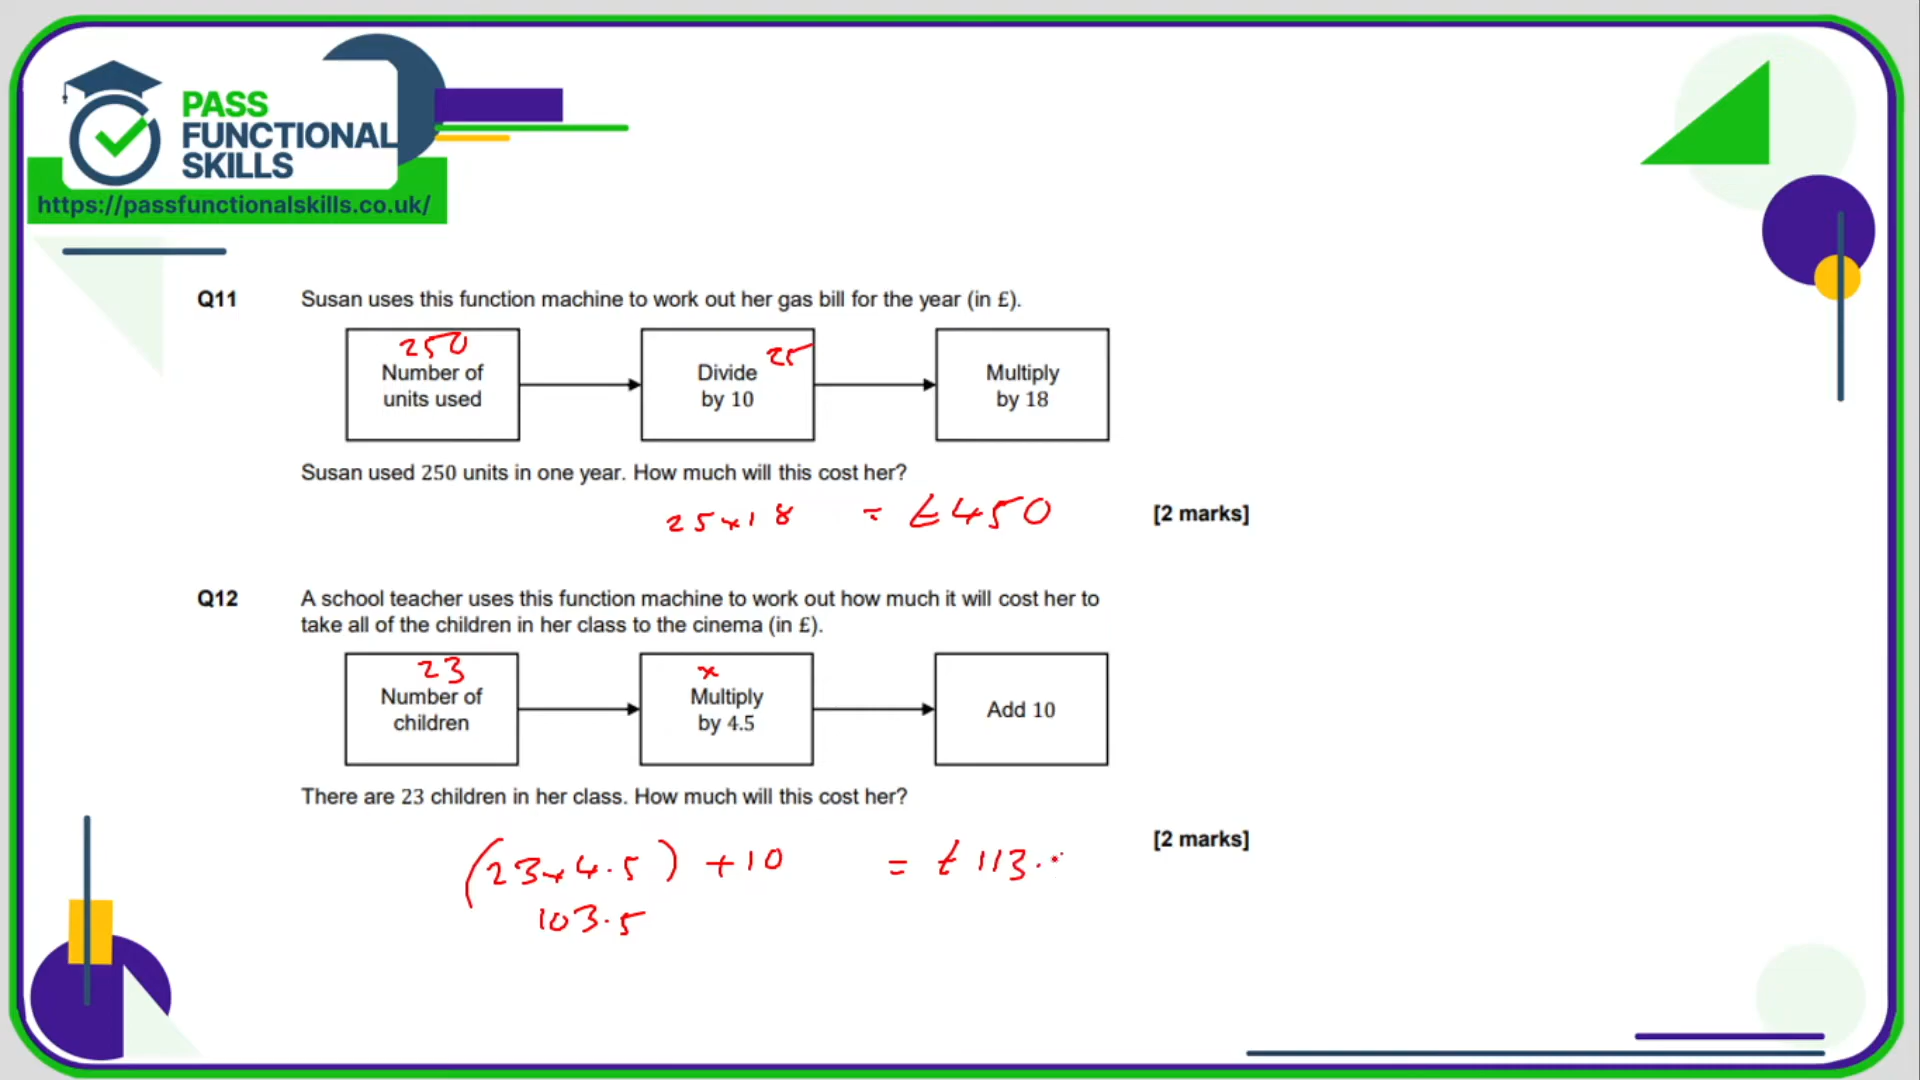 PASS
FUNCTIONAL
SKILLS
https://passfunctionalskills.co.uk/
Q11 Susan uses this function machine to work out her gas bill for the year (in £).
250
Number of
units used
25
Divide
by 10
Multiply
by 18
Susan used 250 units in one year. How much will this cost her?
25×18 = £450
[2 marks]
Q12 A school teacher uses this function machine to work out how much it will cost her to
take all of the children in her class to the cinema (in £).
23
Number of
children
×
Multiply
by 4.5
Add 10
There are 23 children in her class. How much will this cost her?
(23×4.5) +10 = £113.
[2 marks]
103.5